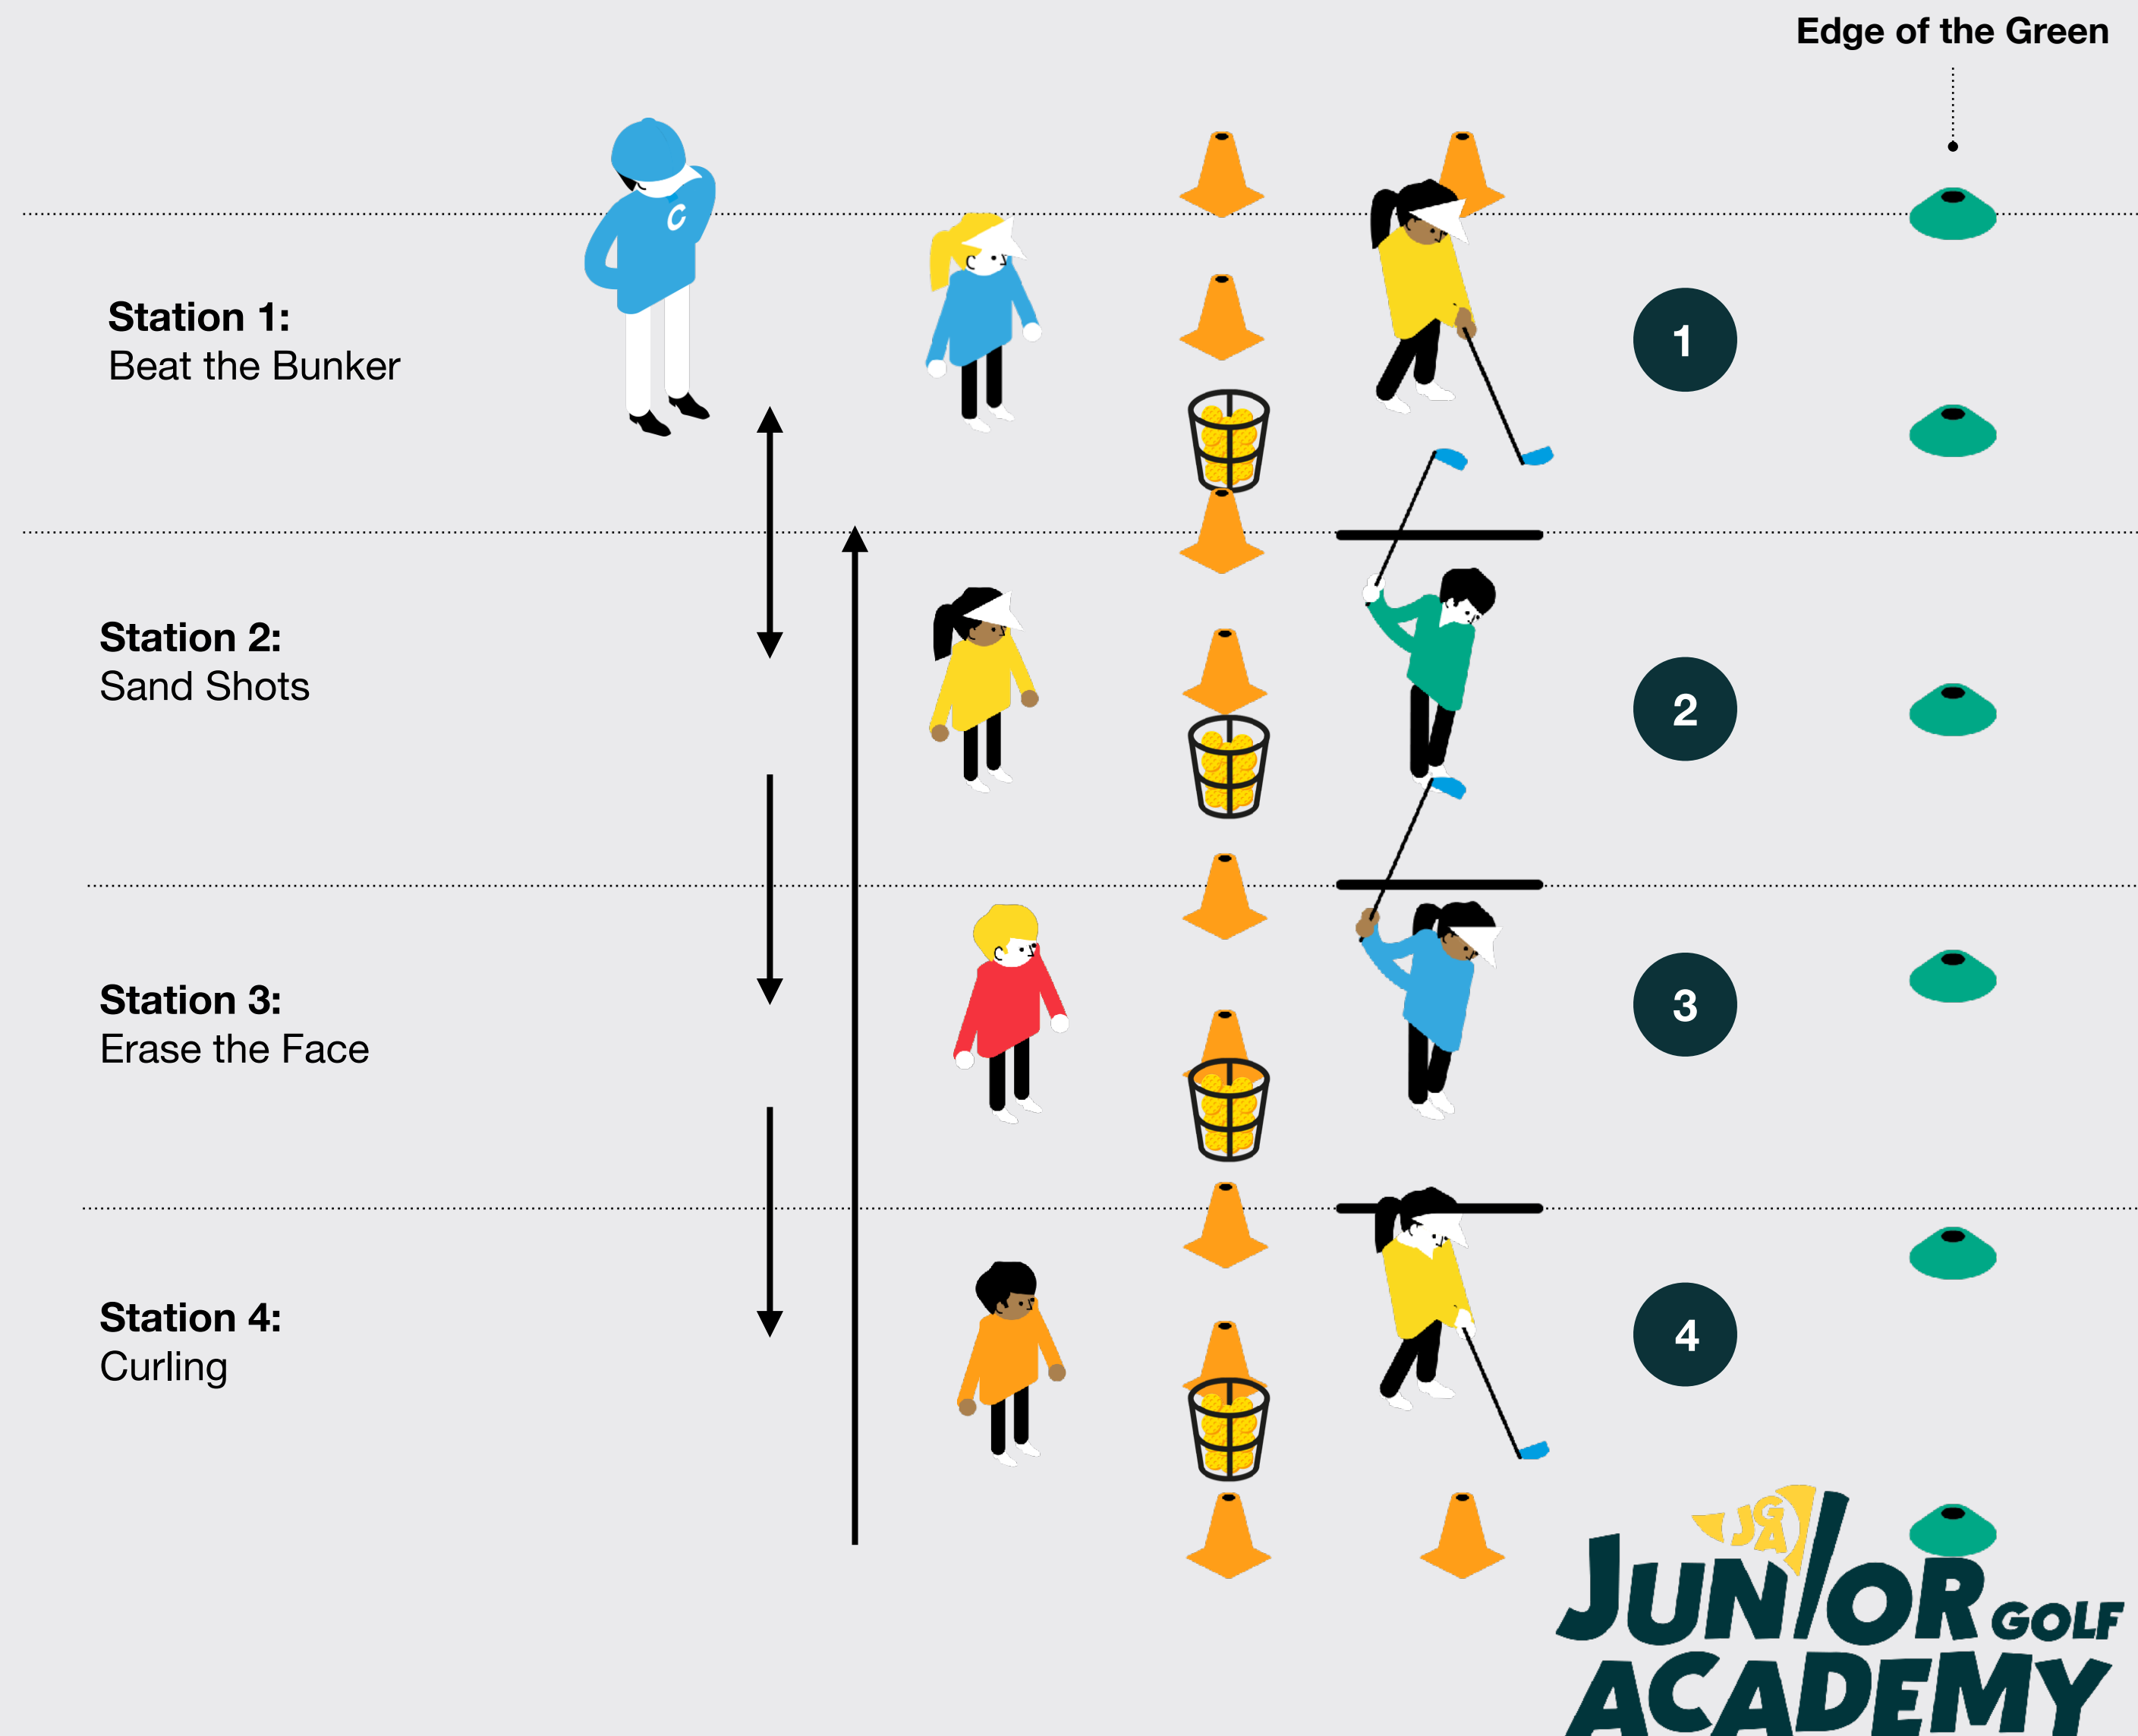 Edge of the Green
C
Station 1:
Beat the Bunker
1
Station 2:
Sand Shots
2
Station 3:
Erase the Face
3
Station 4:
Curling
4
JGA
JUNIOR GOLF
ACADEMY